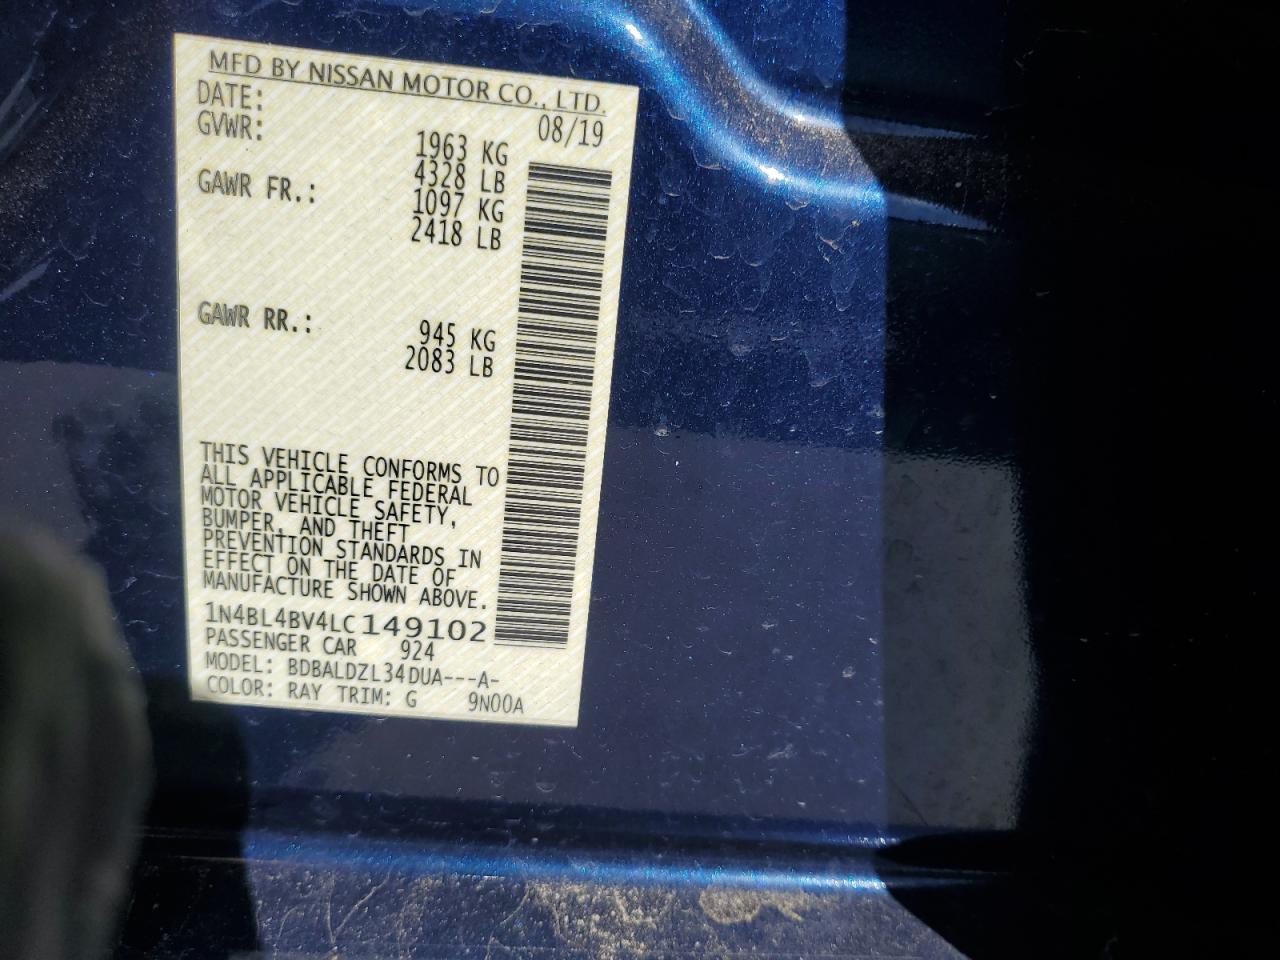 MFD BY NISSAN MOTOR CO., LTD.
DATE: 08/19
GVWR: 1963 KG
4328 LB
GAWR FR.: 1097 KG
2418 LB
GAWR RR.: 945 KG
2083 LB
THIS VEHICLE CONFORMS TO
ALL APPLICABLE FEDERAL
MOTOR VEHICLE SAFETY,
BUMPER, AND THEFT
PREVENTION STANDARDS IN
EFFECT ON THE DATE OF
MANUFACTURE SHOWN ABOVE.
1N4BL4BV4LC149102
PASSENGER CAR 924
MODEL: BDBALDZL34DUA---A-
COLOR: RAY TRIM: G 9N00A